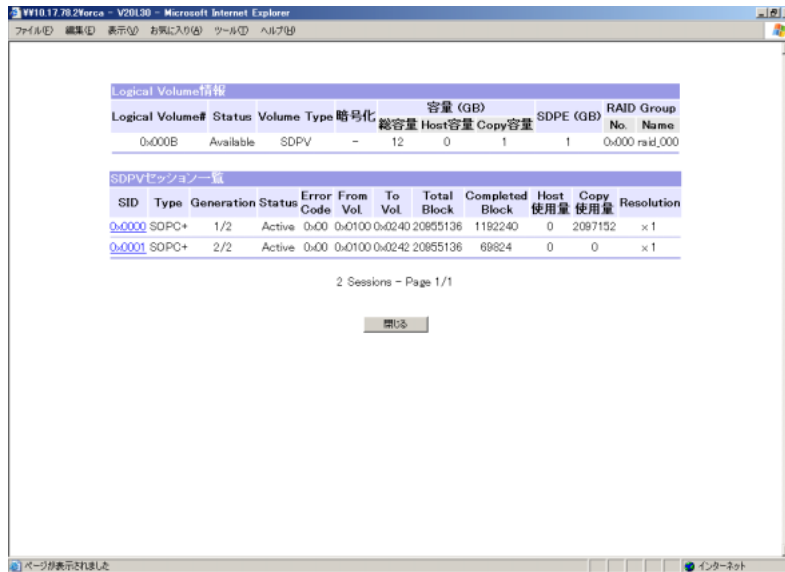 ¥¥10.17.78.2¥orca - V20L30 - Microsoft Internet Explorer
ファイル(F) 編集(E) 表示(V) お気に入り(A) ツール(T) ヘルプ(H)
Logical Volume情報
Logical Volume# Status Volume Type 暗号化 容量 (GB) SDPE (GB) RAID Group
総容量 Host容量 Copy容量 No. Name
0x000B Available SDPV - 12 0 1 1 0x000 raid_000
SDPVセッション一覧
SID Type Generation Status Error Code From Vol. To Vol. Total Block Completed Block Host 使用量 Copy 使用量 Resolution
0x0000 SOPC+ 1/2 Active 0x00 0x0100 0x0240 20955136 1192240 0 2097152 ×1
0x0001 SOPC+ 2/2 Active 0x00 0x0100 0x0242 20955136 69824 0 0 ×1
2 Sessions - Page 1/1
閉じる
ページが表示されました インターネット